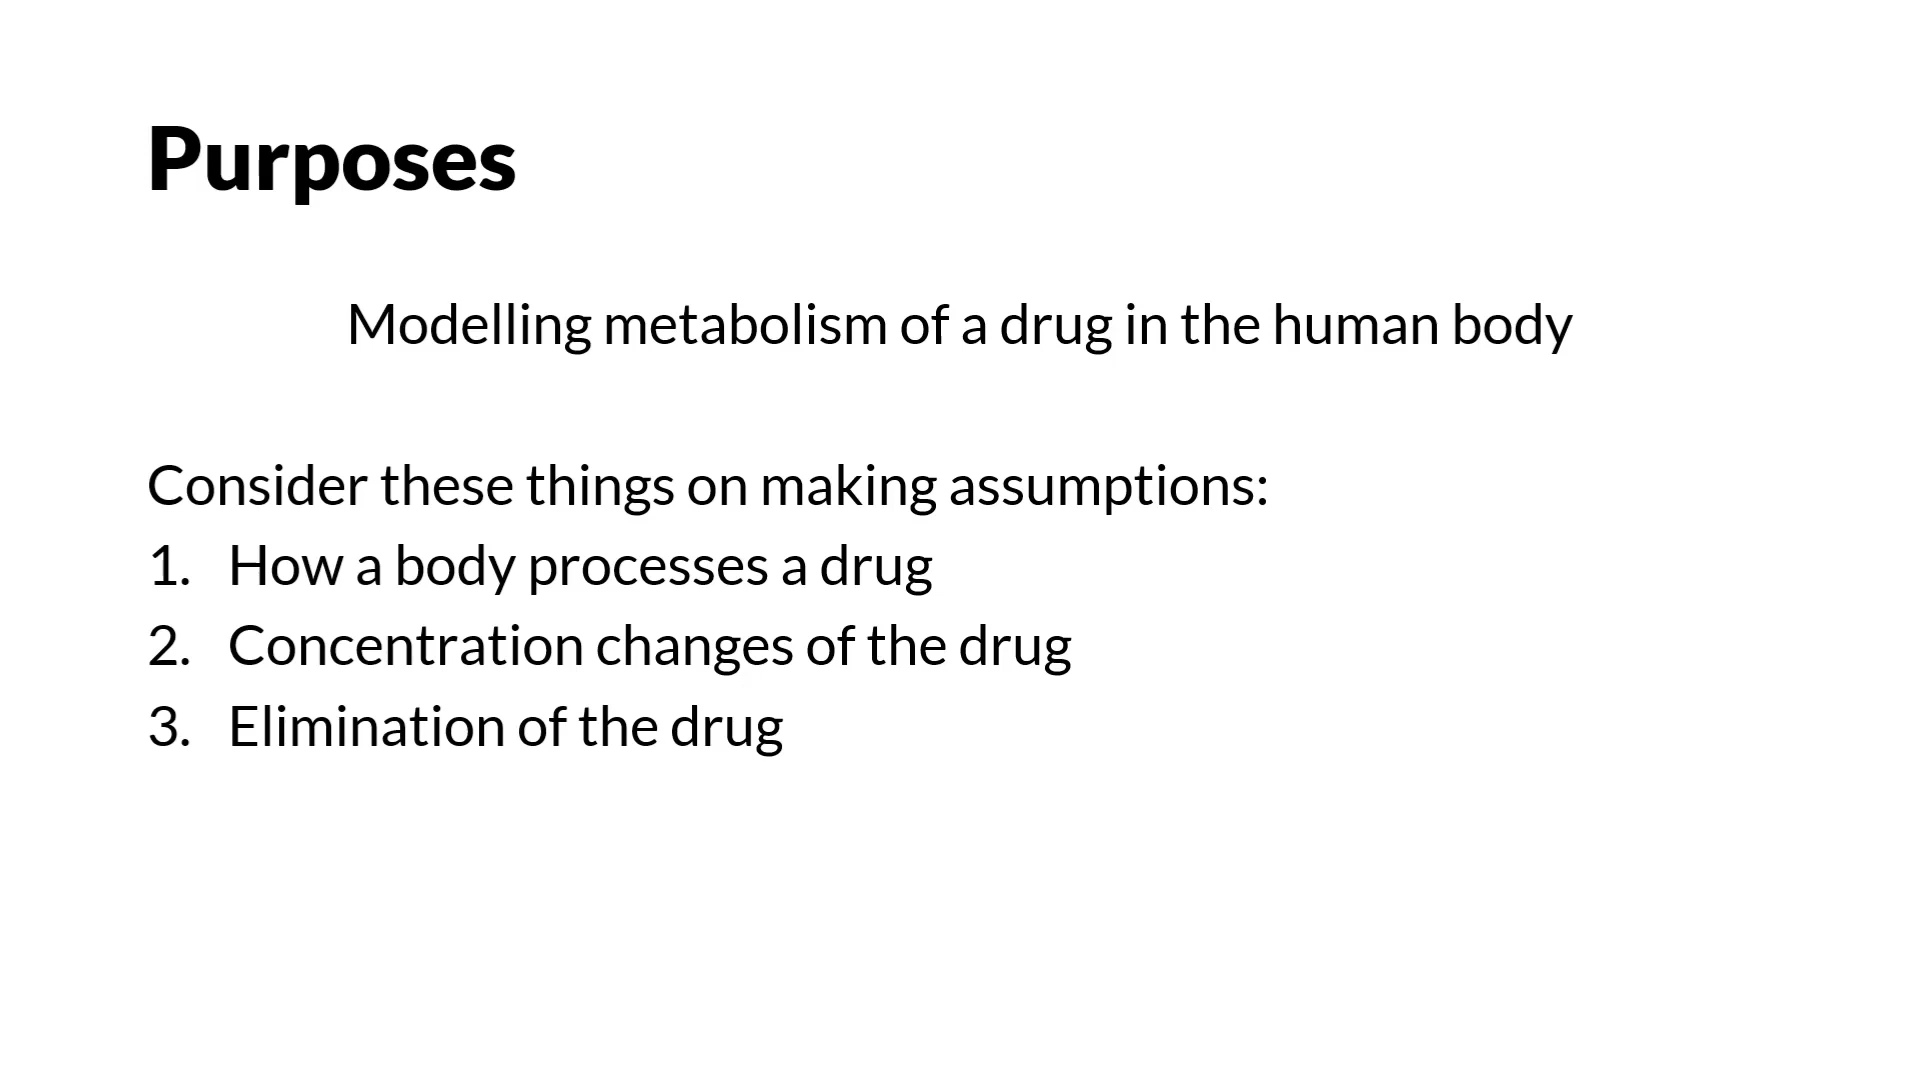 Purposes
Modelling metabolism of a drug in the human body
Consider these things on making assumptions:
1. How a body processes a drug
2. Concentration changes of the drug
3. Elimination of the drug